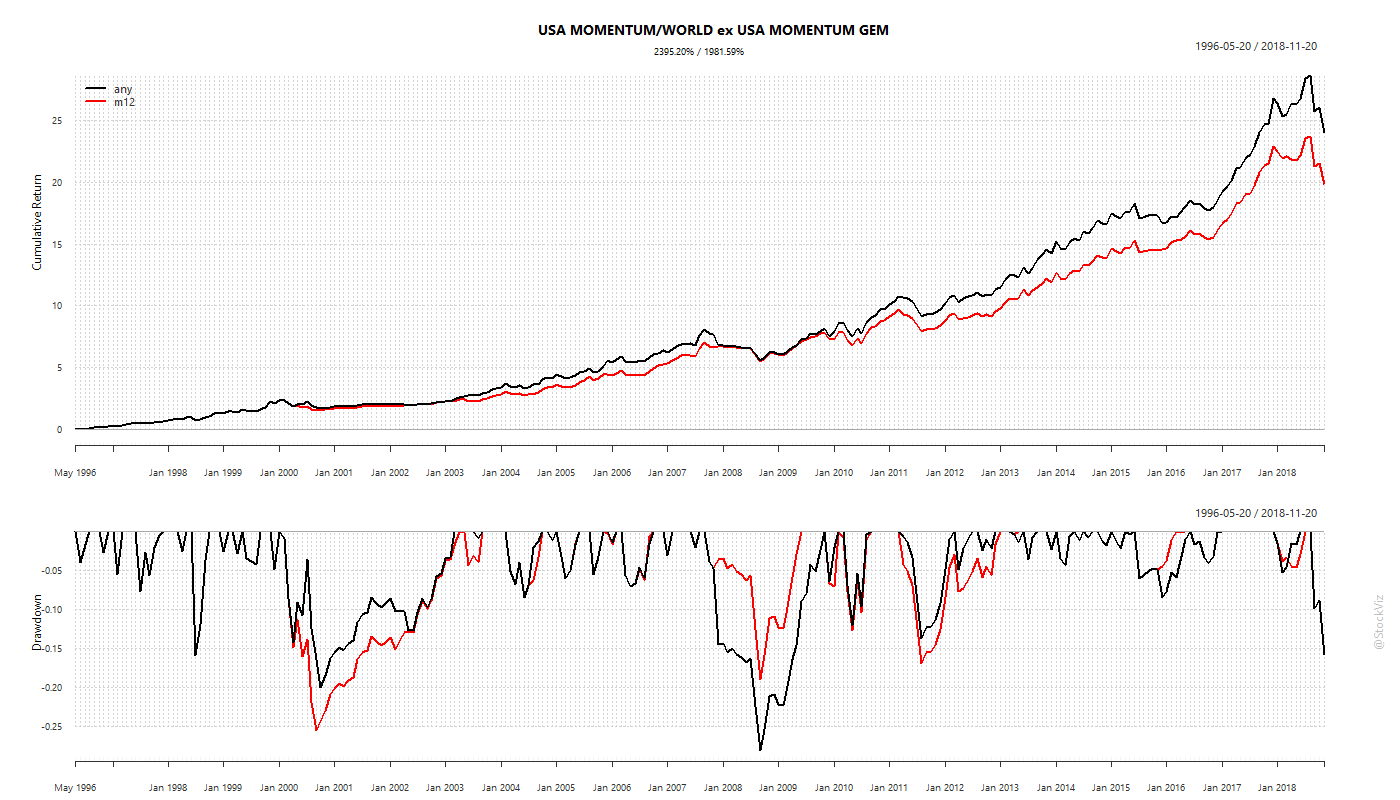 USA MOMENTUM/WORLD ex USA MOMENTUM GEM
2395.20% / 1981.59%
1996-05-20 / 2018-11-20
any
m12
Cumulative Return
25
20
15
10
5
0
May 1996 Jan 1998 Jan 1999 Jan 2000 Jan 2001 Jan 2002 Jan 2003 Jan 2004 Jan 2005 Jan 2006 Jan 2007 Jan 2008 Jan 2009 Jan 2010 Jan 2011 Jan 2012 Jan 2013 Jan 2014 Jan 2015 Jan 2016 Jan 2017 Jan 2018
1996-05-20 / 2018-11-20
Drawdown
-0.05
-0.10
-0.15
-0.20
-0.25
May 1996 Jan 1998 Jan 1999 Jan 2000 Jan 2001 Jan 2002 Jan 2003 Jan 2004 Jan 2005 Jan 2006 Jan 2007 Jan 2008 Jan 2009 Jan 2010 Jan 2011 Jan 2012 Jan 2013 Jan 2014 Jan 2015 Jan 2016 Jan 2017 Jan 2018
@StockViz